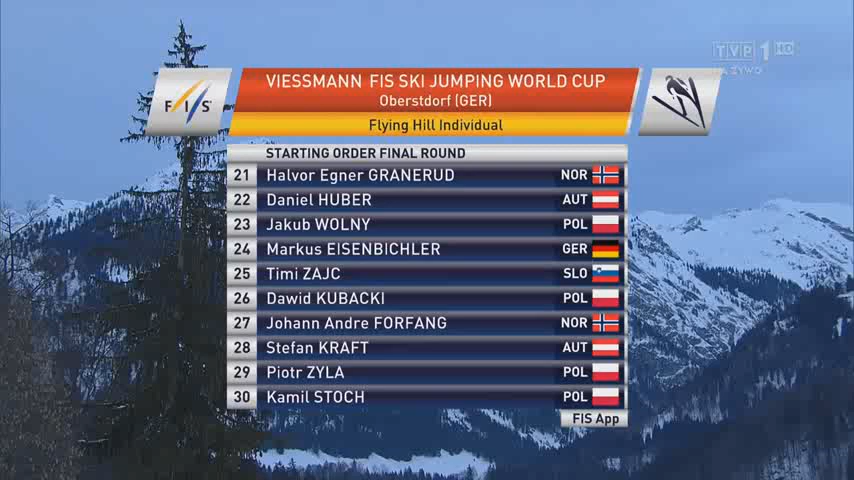 TVP 1 HD
NA ŻYWO
FIS
VIESSMANN FIS SKI JUMPING WORLD CUP
Oberstdorf (GER)
Flying Hill Individual
STARTING ORDER FINAL ROUND
21 Halvor Egner GRANERUD NOR
22 Daniel HUBER AUT
23 Jakub WOLNY POL
24 Markus EISENBICHLER GER
25 Timi ZAJC SLO
26 Dawid KUBACKI POL
27 Johann Andre FORFANG NOR
28 Stefan KRAFT AUT
29 Piotr ZYLA POL
30 Kamil STOCH POL
FIS App